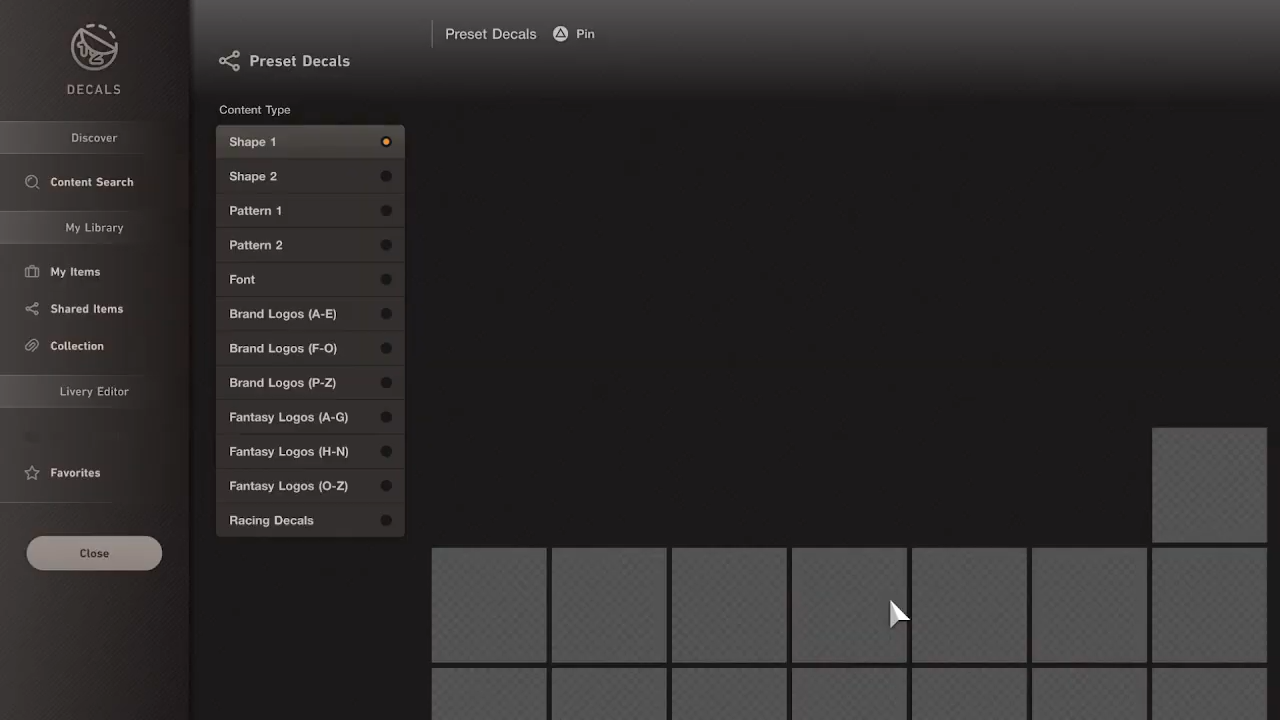 DECALS
Discover
Content Search
My Library
My Items
Shared Items
Collection
Livery Editor
Favorites
Close
Preset Decals
Content Type
Shape 1
Shape 2
Pattern 1
Pattern 2
Font
Brand Logos (A-E)
Brand Logos (F-O)
Brand Logos (P-Z)
Fantasy Logos (A-G)
Fantasy Logos (H-N)
Fantasy Logos (O-Z)
Racing Decals
Preset Decals Pin